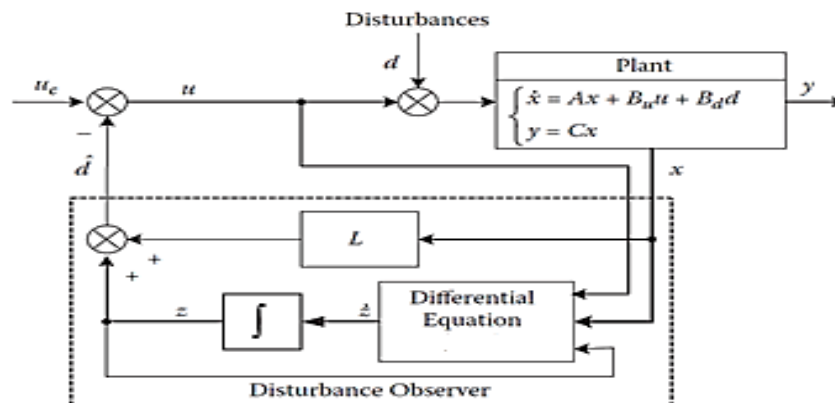 Disturbances
d
Plant
u_c
u
ẋ = Ax + B_u u + B_d d
y = Cx
y
−
d̂
x
L
+
+
z
∫
ż
Differential
Equation
Disturbance Observer